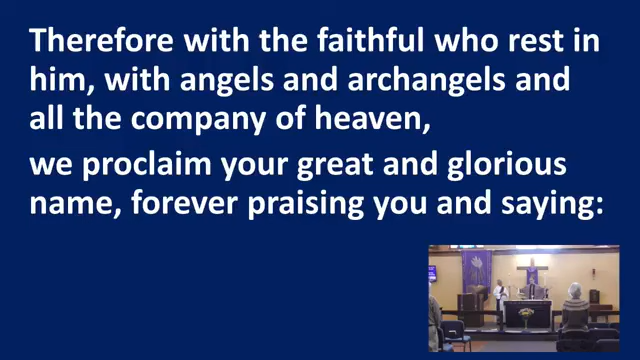 Therefore with the faithful who rest in
him, with angels and archangels and
all the company of heaven,
we proclaim your great and glorious
name, forever praising you and saying: